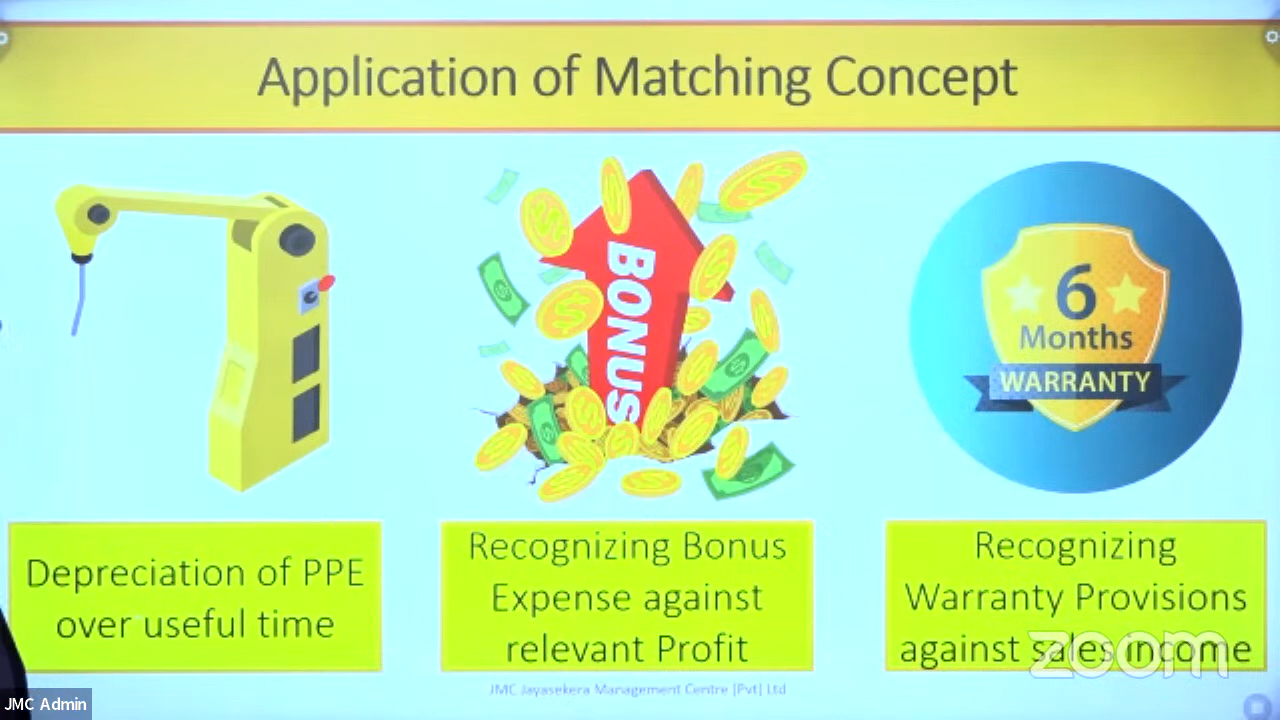 Application of Matching Concept
BONUS
6
Months
WARRANTY
Depreciation of PPE
over useful time
Recognizing Bonus
Expense against
relevant Profit
Recognizing
Warranty Provisions
against sales income
zoom
JMC Jayasekera Management Centre [Pvt] Ltd
JMC Admin